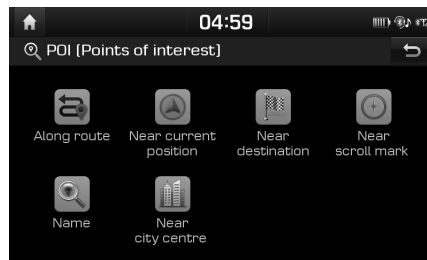 04:59
POI (Points of interest)
Along route
Near current
position
Near
destination
Near
scroll mark
Name
Near
city centre